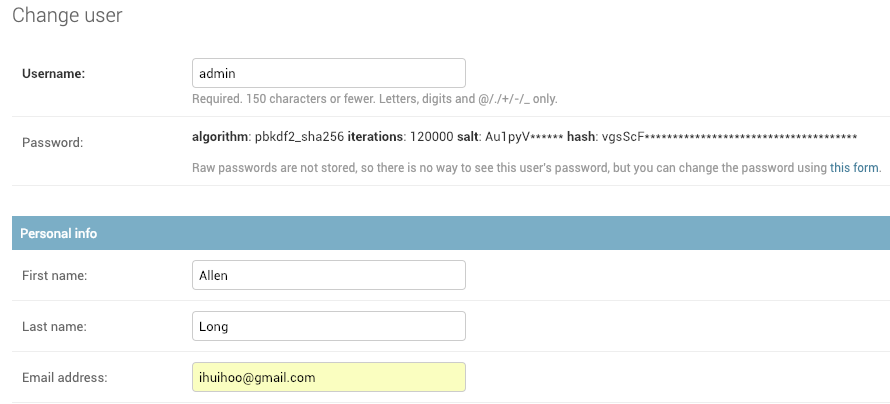 Change user
Username: admin
Required. 150 characters or fewer. Letters, digits and @/./+/-/_ only.
Password: algorithm: pbkdf2_sha256 iterations: 120000 salt: Au1pyV****** hash: vgsScF**************************************
Raw passwords are not stored, so there is no way to see this user's password, but you can change the password using this form.
Personal info
First name: Allen
Last name: Long
Email address: ihuihoo@gmail.com